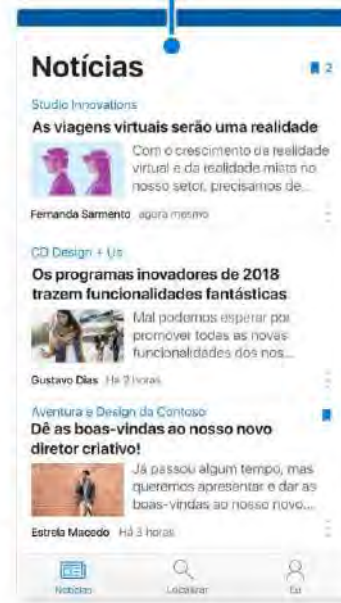 Notícias
2
Studio Innovations
As viagens virtuais serão uma realidade
Com o crescimento da realidade
virtual e da realidade mista no
nosso setor, precisamos de...
Fernanda Sarmento agora mesmo
CD Design + Us
Os programas inovadores de 2018
trazem funcionalidades fantásticas
Mal podemos esperar por
promover todas as novas
funcionalidades dos nos...
Gustavo Dias Há 2 horas
Aventura e Design da Contoso
Dê as boas-vindas ao nosso novo
diretor criativo!
Já passou algum tempo, mas
queremos apresentar e dar as
boas-vindas ao nosso novo...
Estrela Macedo Há 3 horas
Notícias
Localizar
Eu